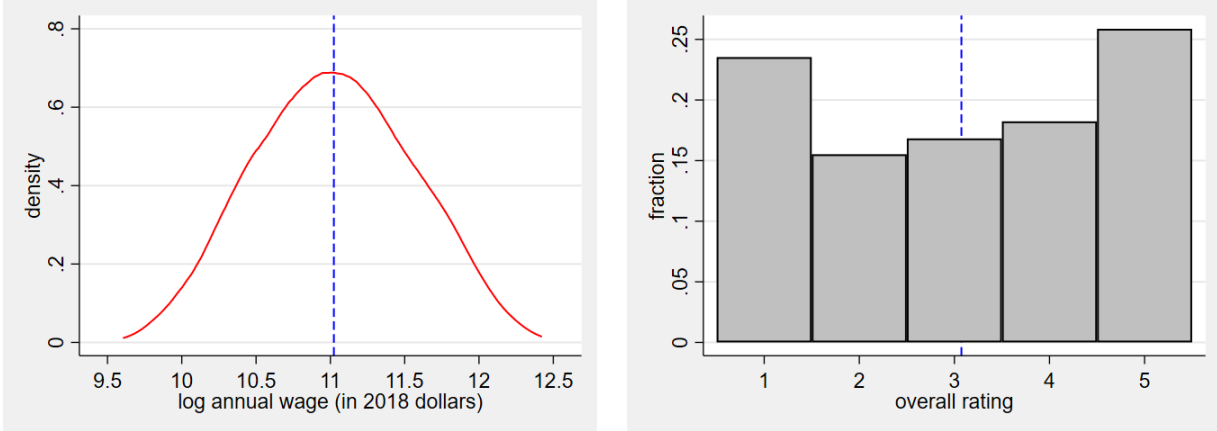 .8
.6
.4
.2
0
density
9.5 10 10.5 11 11.5 12 12.5
log annual wage (in 2018 dollars)
.25
.2
.15
.1
.05
0
fraction
1 2 3 4 5
overall rating